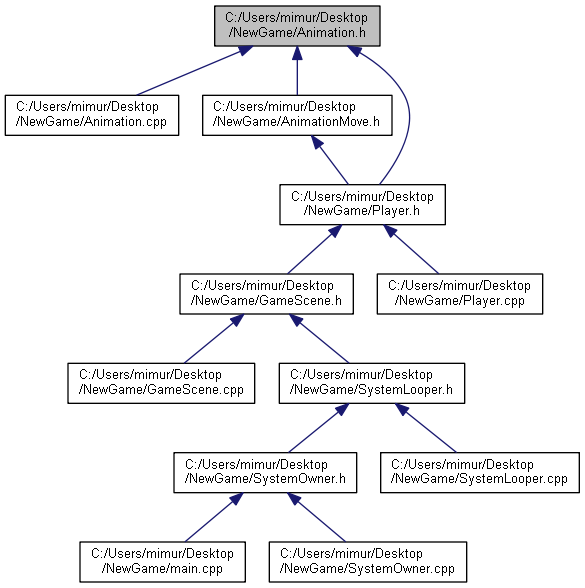 C:/Users/mimur/Desktop
/NewGame/Animation.h
C:/Users/mimur/Desktop
/NewGame/Animation.cpp
C:/Users/mimur/Desktop
/NewGame/AnimationMove.h
C:/Users/mimur/Desktop
/NewGame/Player.h
C:/Users/mimur/Desktop
/NewGame/GameScene.h
C:/Users/mimur/Desktop
/NewGame/Player.cpp
C:/Users/mimur/Desktop
/NewGame/GameScene.cpp
C:/Users/mimur/Desktop
/NewGame/SystemLooper.h
C:/Users/mimur/Desktop
/NewGame/SystemOwner.h
C:/Users/mimur/Desktop
/NewGame/SystemLooper.cpp
C:/Users/mimur/Desktop
/NewGame/main.cpp
C:/Users/mimur/Desktop
/NewGame/SystemOwner.cpp